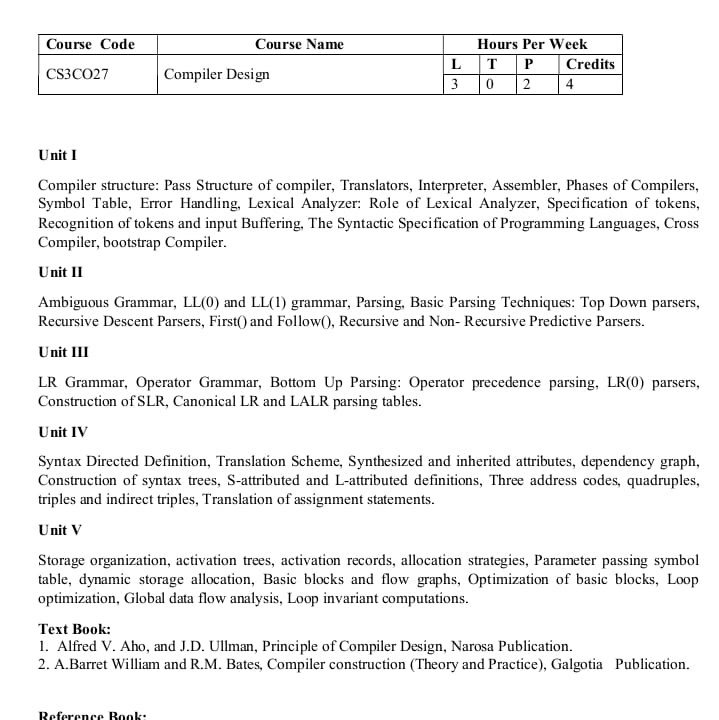 Course Code Course Name Hours Per Week
L T P Credits
CS3CO27 Compiler Design
3 0 2 4
Unit I
Compiler structure: Pass Structure of compiler, Translators, Interpreter, Assembler, Phases of Compilers,
Symbol Table, Error Handling, Lexical Analyzer: Role of Lexical Analyzer, Specification of tokens,
Recognition of tokens and input Buffering, The Syntactic Specification of Programming Languages, Cross
Compiler, bootstrap Compiler.
Unit II
Ambiguous Grammar, LL(0) and LL(1) grammar, Parsing, Basic Parsing Techniques: Top Down parsers,
Recursive Descent Parsers, First() and Follow(), Recursive and Non- Recursive Predictive Parsers.
Unit III
LR Grammar, Operator Grammar, Bottom Up Parsing: Operator precedence parsing, LR(0) parsers,
Construction of SLR, Canonical LR and LALR parsing tables.
Unit IV
Syntax Directed Definition, Translation Scheme, Synthesized and inherited attributes, dependency graph,
Construction of syntax trees, S-attributed and L-attributed definitions, Three address codes, quadruples,
triples and indirect triples, Translation of assignment statements.
Unit V
Storage organization, activation trees, activation records, allocation strategies, Parameter passing symbol
table, dynamic storage allocation, Basic blocks and flow graphs, Optimization of basic blocks, Loop
optimization, Global data flow analysis, Loop invariant computations.
Text Book:
1. Alfred V. Aho, and J.D. Ullman, Principle of Compiler Design, Narosa Publication.
2. A.Barret William and R.M. Bates, Compiler construction (Theory and Practice), Galgotia Publication.
Reference Book: